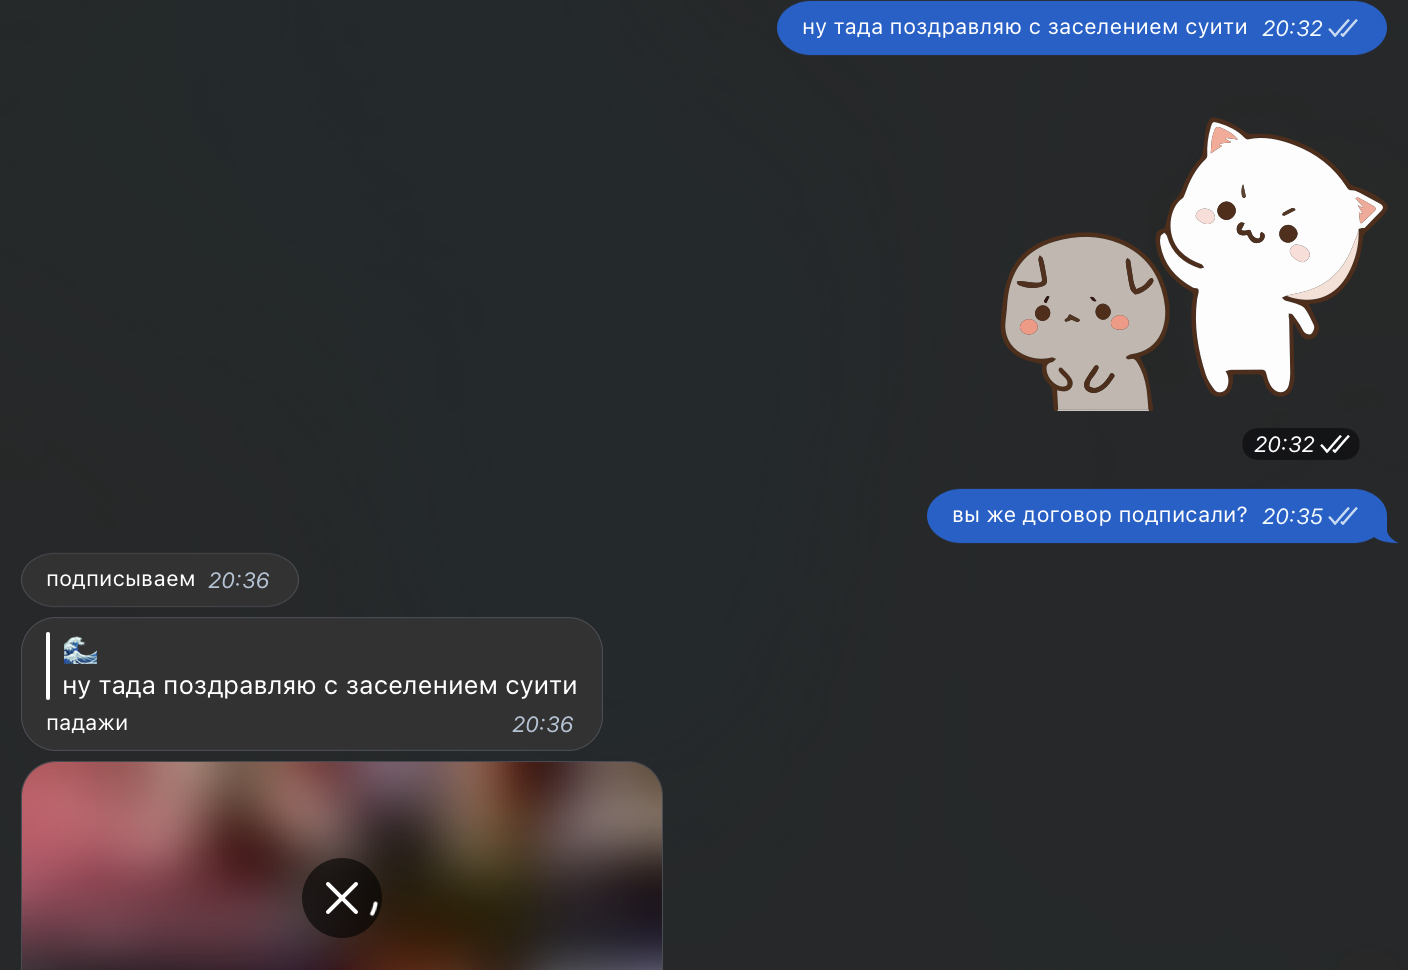 ну тада поздравляю с заселением суити 20:32
20:32
вы же договор подписали? 20:35
подписываем 20:36
🌊
ну тада поздравляю с заселением суити
падажи 20:36